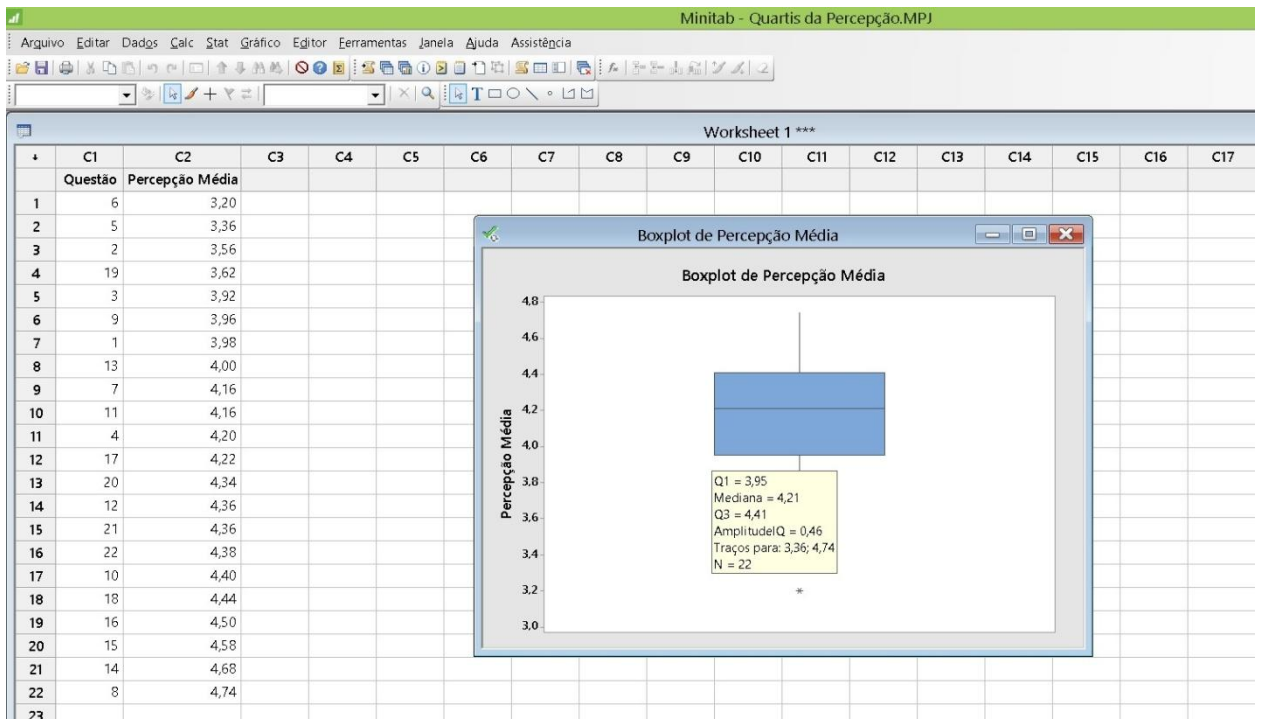 Minitab - Quartis da Percepção.MPJ
Arquivo Editar Dados Calc Stat Gráfico Editor Ferramentas Janela Ajuda Assistência
Worksheet 1 ***
C1 C2 C3 C4 C5 C6 C7 C8 C9 C10 C11 C12 C13 C14 C15 C16 C17
Questão Percepção Média
1 6 3,20
2 5 3,36
3 2 3,56
4 19 3,62
5 3 3,92
6 9 3,96
7 1 3,98
8 13 4,00
9 7 4,16
10 11 4,16
11 4 4,20
12 17 4,22
13 20 4,34
14 12 4,36
15 21 4,36
16 22 4,38
17 10 4,40
18 18 4,44
19 16 4,50
20 15 4,58
21 14 4,68
22 8 4,74
23
Boxplot de Percepção Média
Boxplot de Percepção Média
4,8
4,6
4,4
4,2
4,0
3,8
3,6
3,4
3,2
3,0
Percepção Média
Q1 = 3,95
Mediana = 4,21
Q3 = 4,41
AmplitudeIQ = 0,46
Traços para: 3,36; 4,74
N = 22